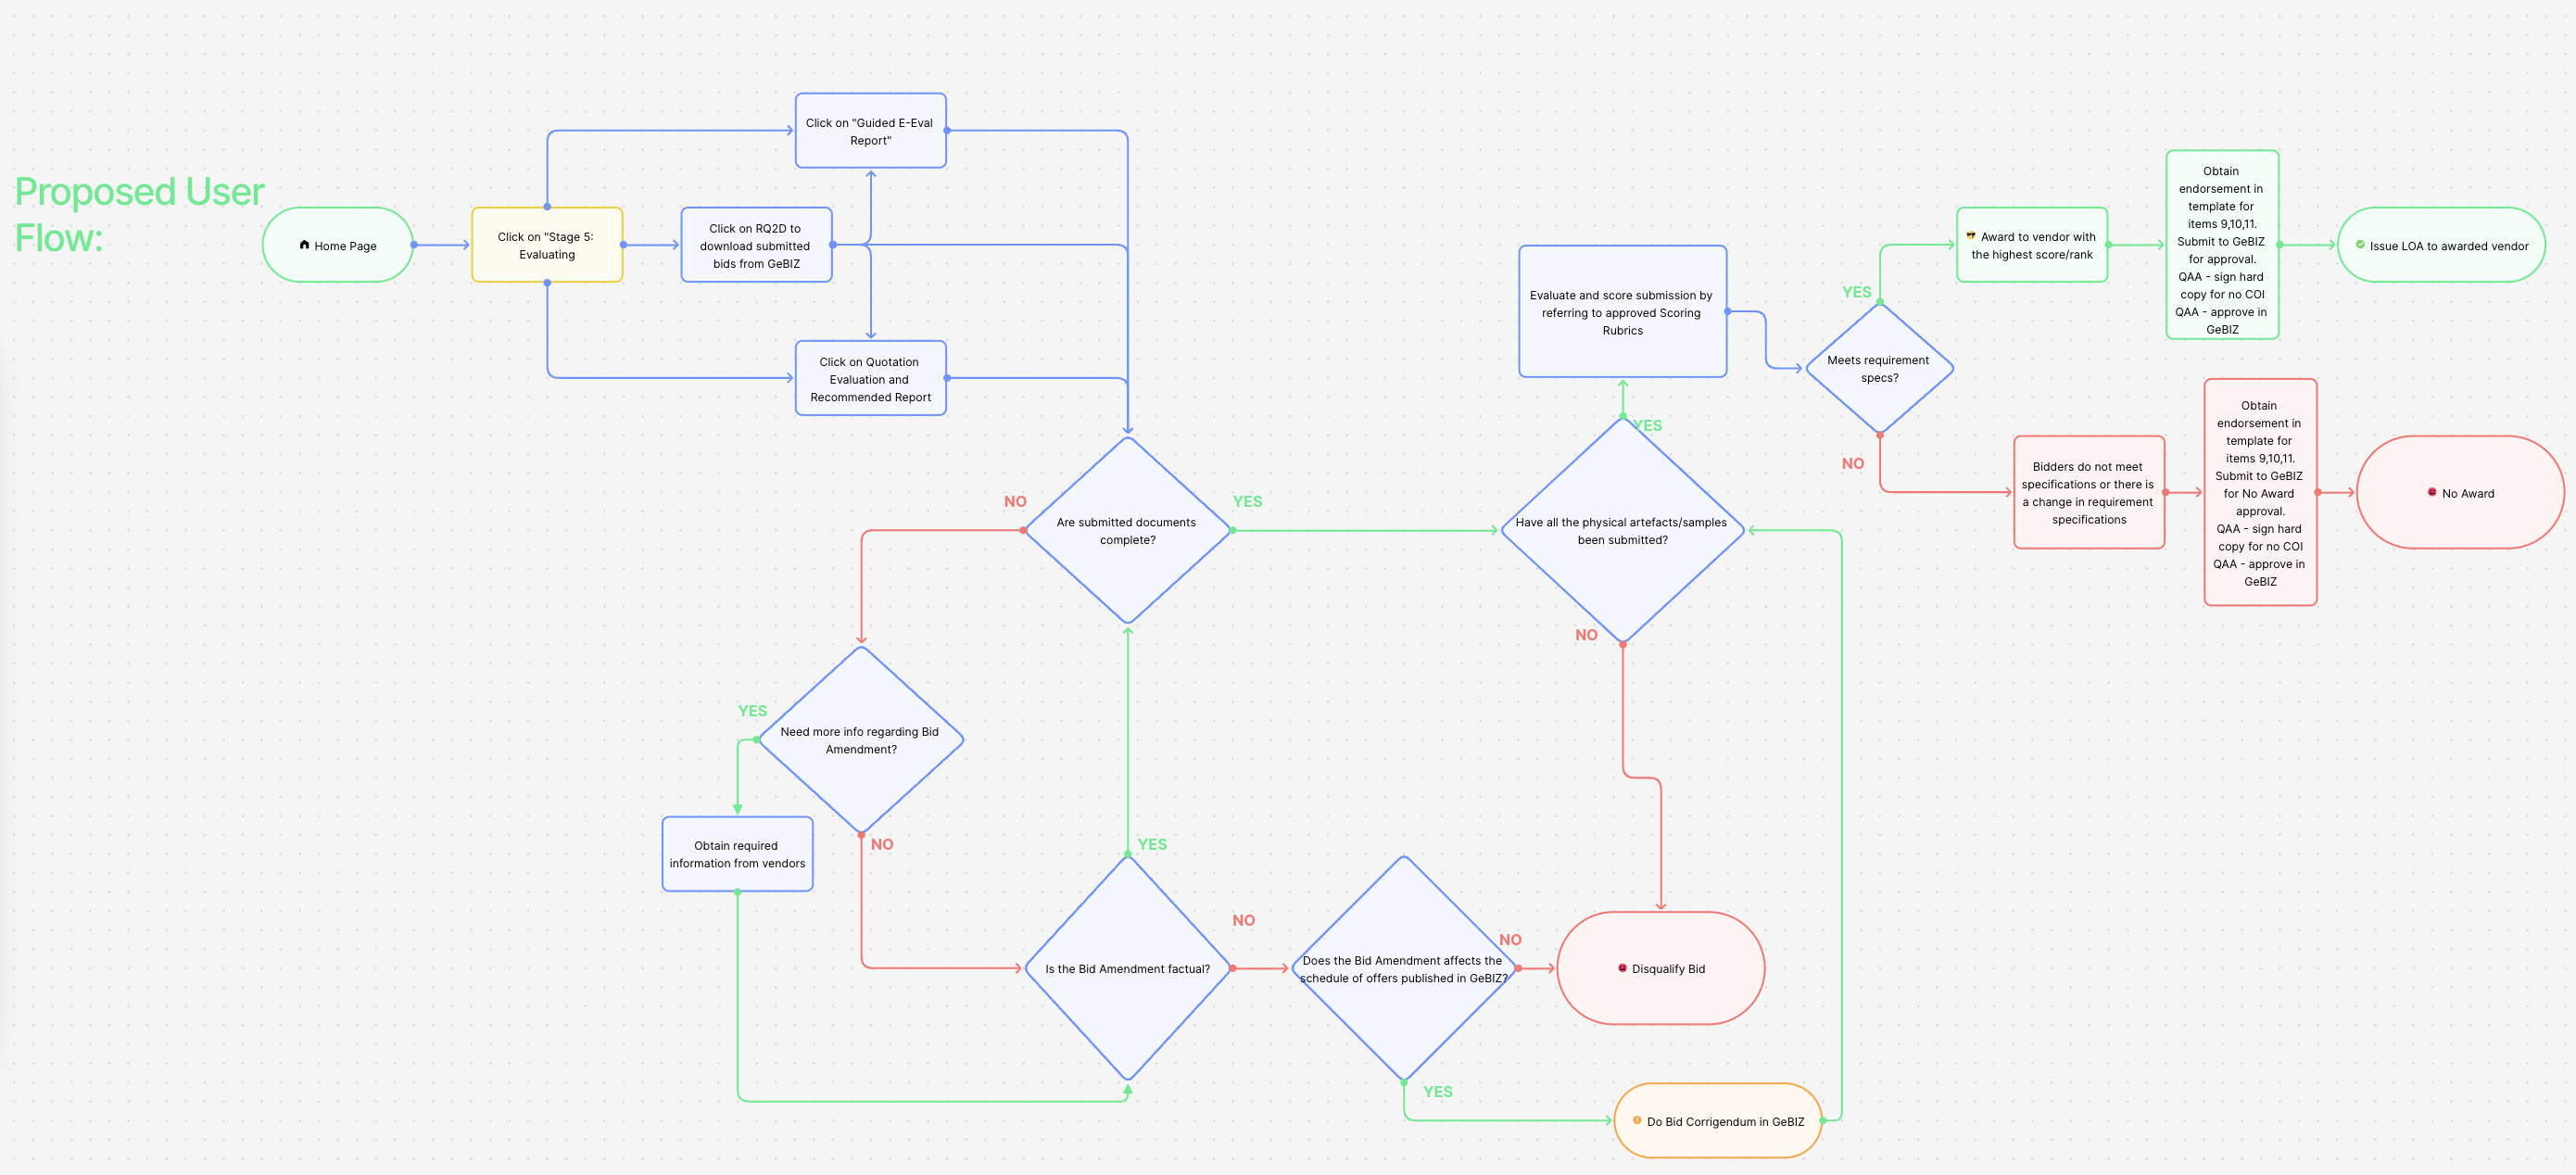 Proposed User
Flow:
Home Page
Click on "Stage 5:
Evaluating
Click on "Guided E-Eval
Report"
Click on RQ2D to
download submitted
bids from GeBIZ
Click on Quotation
Evaluation and
Recommended Report
Are submitted documents
complete?
NO
YES
Need more info regarding Bid
Amendment?
YES
NO
Obtain required
information from vendors
Is the Bid Amendment factual?
YES
NO
Does the Bid Amendment affects the
schedule of offers published in GeBIZ?
NO
YES
Disqualify Bid
Do Bid Corrigendum in GeBIZ
Have all the physical artefacts/samples
been submitted?
YES
NO
Evaluate and score submission by
referring to approved Scoring
Rubrics
Meets requirement
specs?
YES
NO
Award to vendor with
the highest score/rank
Obtain
endorsement in
template for
items 9,10,11.
Submit to GeBIZ
for approval.
QAA - sign hard
copy for no COI
QAA - approve in
GeBIZ
Issue LOA to awarded vendor
Bidders do not meet
specifications or there is
a change in requirement
specifications
Obtain
endorsement in
template for
items 9,10,11.
Submit to GeBIZ
for No Award
approval.
QAA - sign hard
copy for no COI
QAA - approve in
GeBIZ
No Award